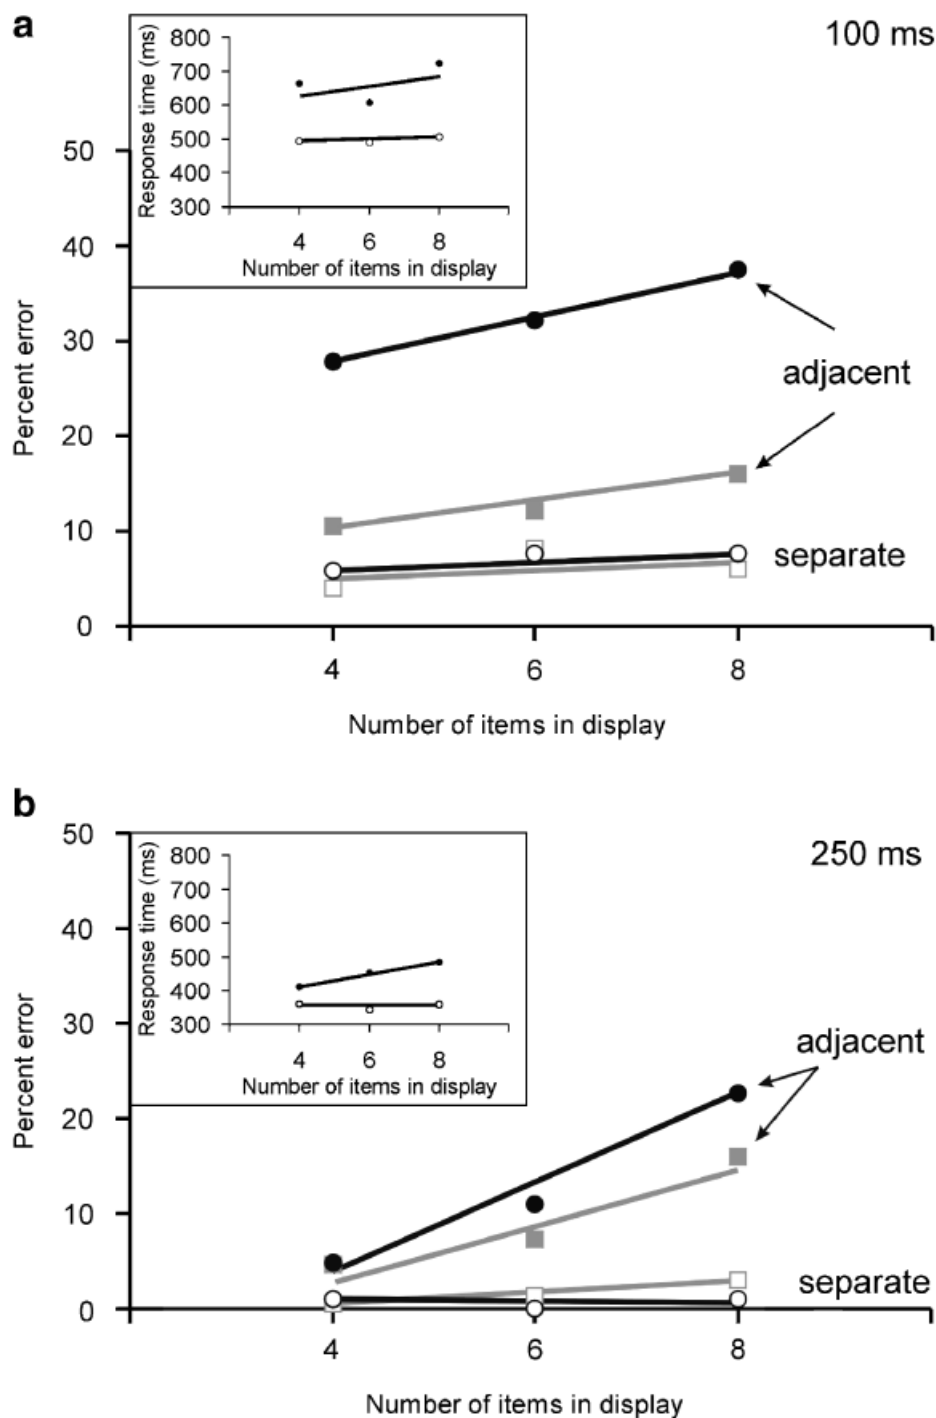 a
100 ms
Response time (ms)
800
700
600
500
400
300
4 6 8
Number of items in display
Percent error
50
40
30
20
10
0
adjacent
separate
4 6 8
Number of items in display
b
250 ms
Response time (ms)
800
700
600
500
400
300
4 6 8
Number of items in display
Percent error
50
40
30
20
10
0
adjacent
separate
4 6 8
Number of items in display